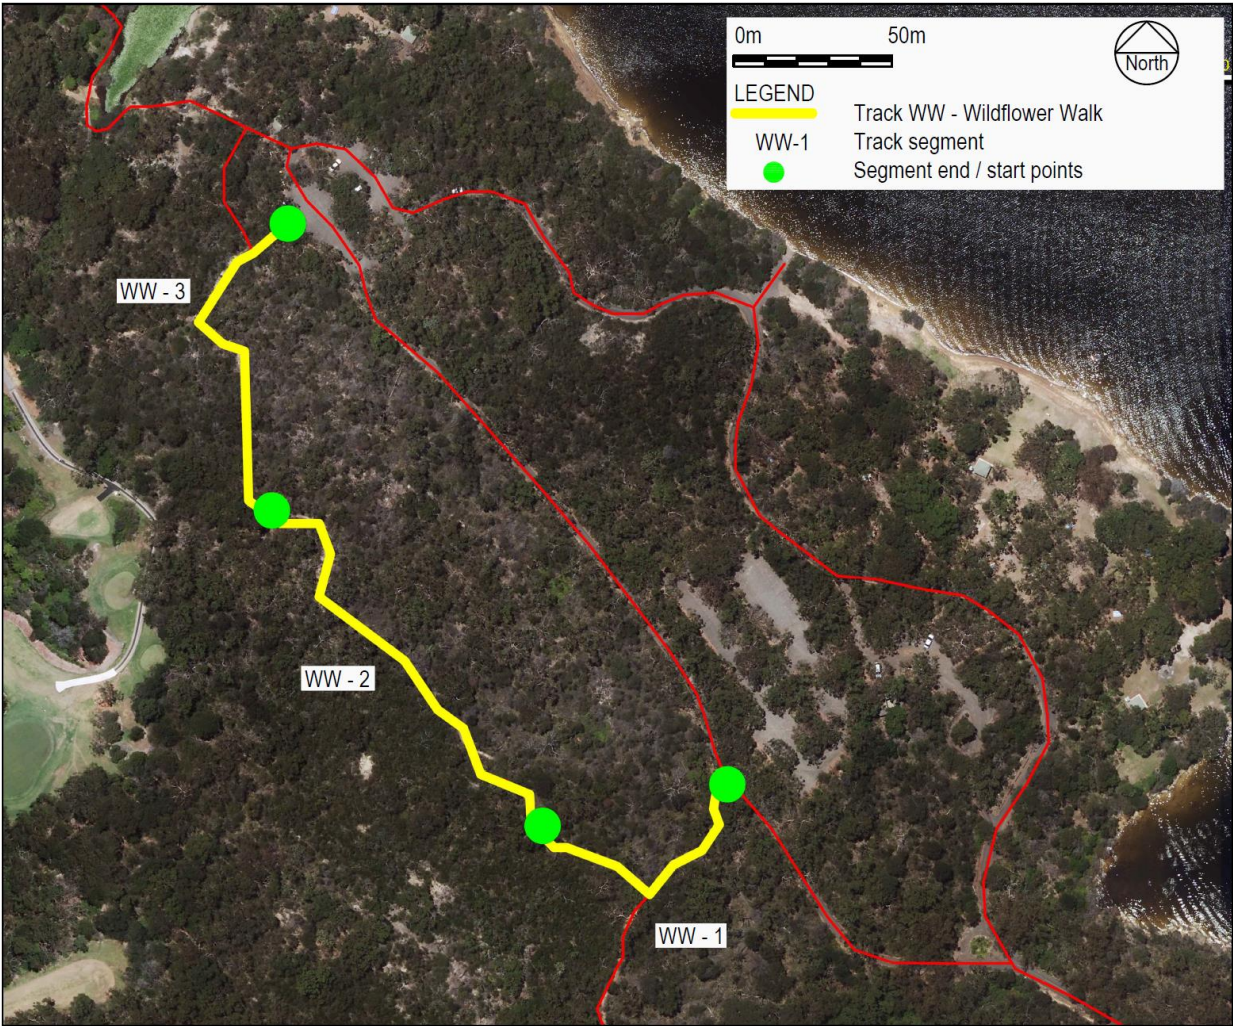 0m 50m
North
LEGEND
Track WW - Wildflower Walk
WW-1 Track segment
Segment end / start points
WW - 3
WW - 2
WW - 1